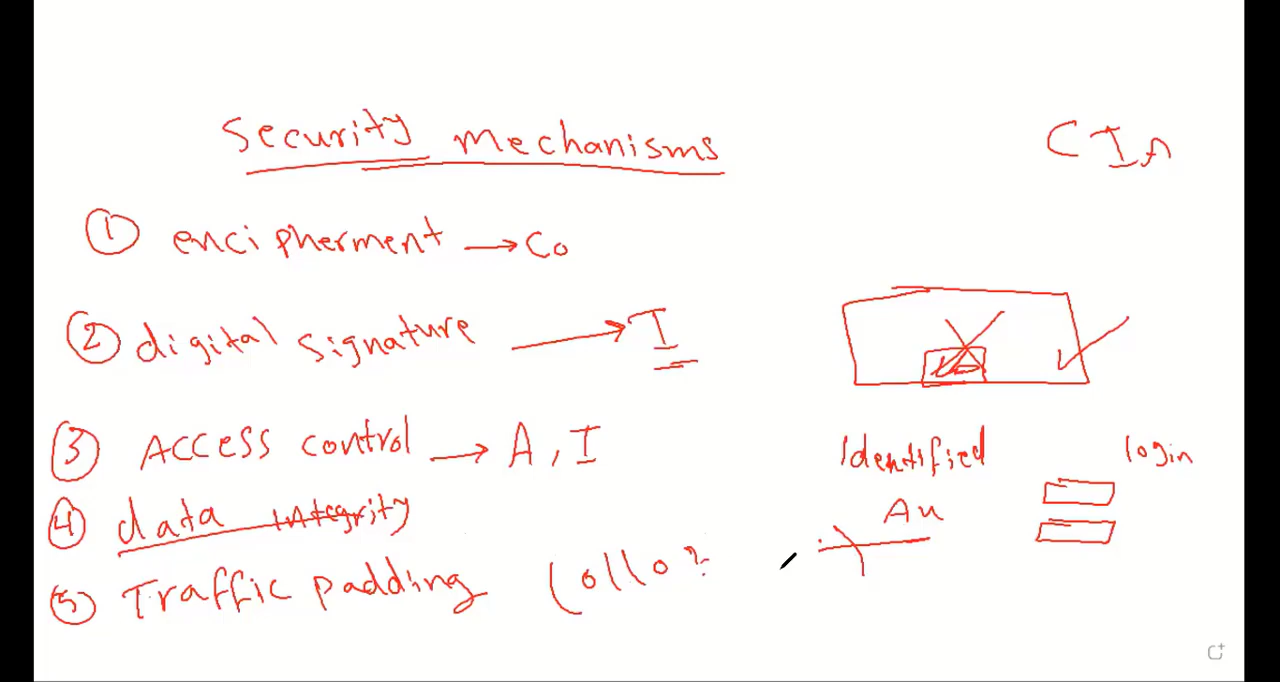 Security mechanisms
CIA
① encipherment → Co
② digital signature → I
③ Access control → A, I
Identified
login
④ data integrity
Au
⑤ Traffic padding